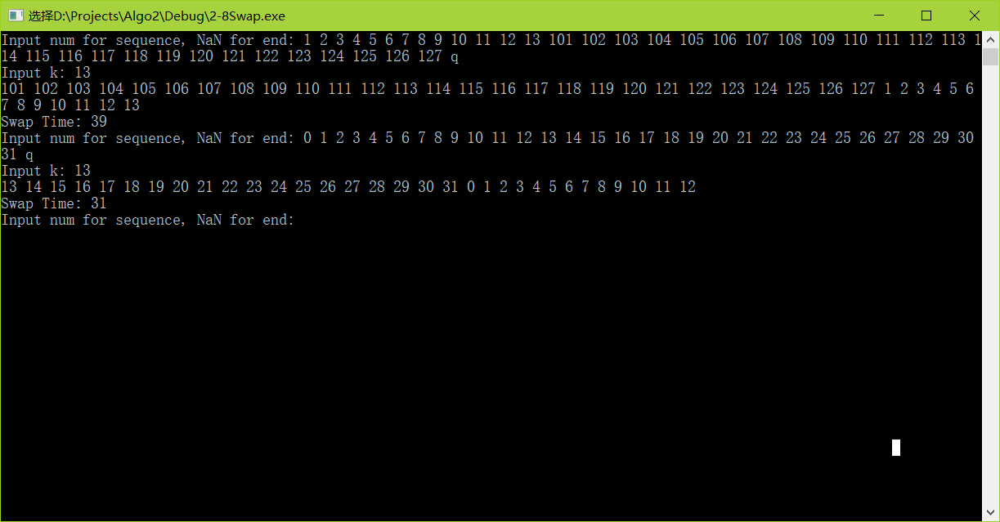 选择D:\Projects\Algo2\Debug\2-8Swap.exe
Input num for sequence, NaN for end: 1 2 3 4 5 6 7 8 9 10 11 12 13 101 102 103 104 105 106 107 108 109 110 111 112 113 1
14 115 116 117 118 119 120 121 122 123 124 125 126 127 q
Input k: 13
101 102 103 104 105 106 107 108 109 110 111 112 113 114 115 116 117 118 119 120 121 122 123 124 125 126 127 1 2 3 4 5 6
7 8 9 10 11 12 13
Swap Time: 39
Input num for sequence, NaN for end: 0 1 2 3 4 5 6 7 8 9 10 11 12 13 14 15 16 17 18 19 20 21 22 23 24 25 26 27 28 29 30
31 q
Input k: 13
13 14 15 16 17 18 19 20 21 22 23 24 25 26 27 28 29 30 31 0 1 2 3 4 5 6 7 8 9 10 11 12
Swap Time: 31
Input num for sequence, NaN for end: